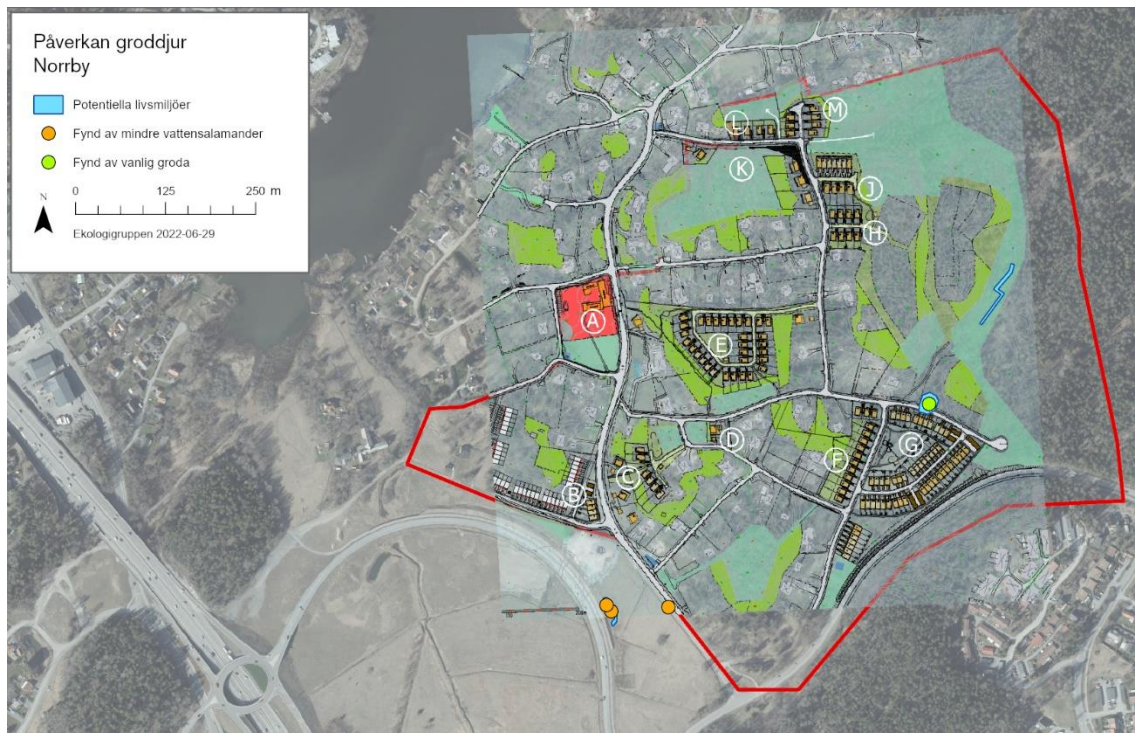 Påverkan groddjur
Norrby
Potentiella livsmiljöer
Fynd av mindre vattensalamander
Fynd av vanlig groda
0 125 250 m
N
Ekologigruppen 2022-06-29
L M
K
J
H
A
E
D
F G
C
B